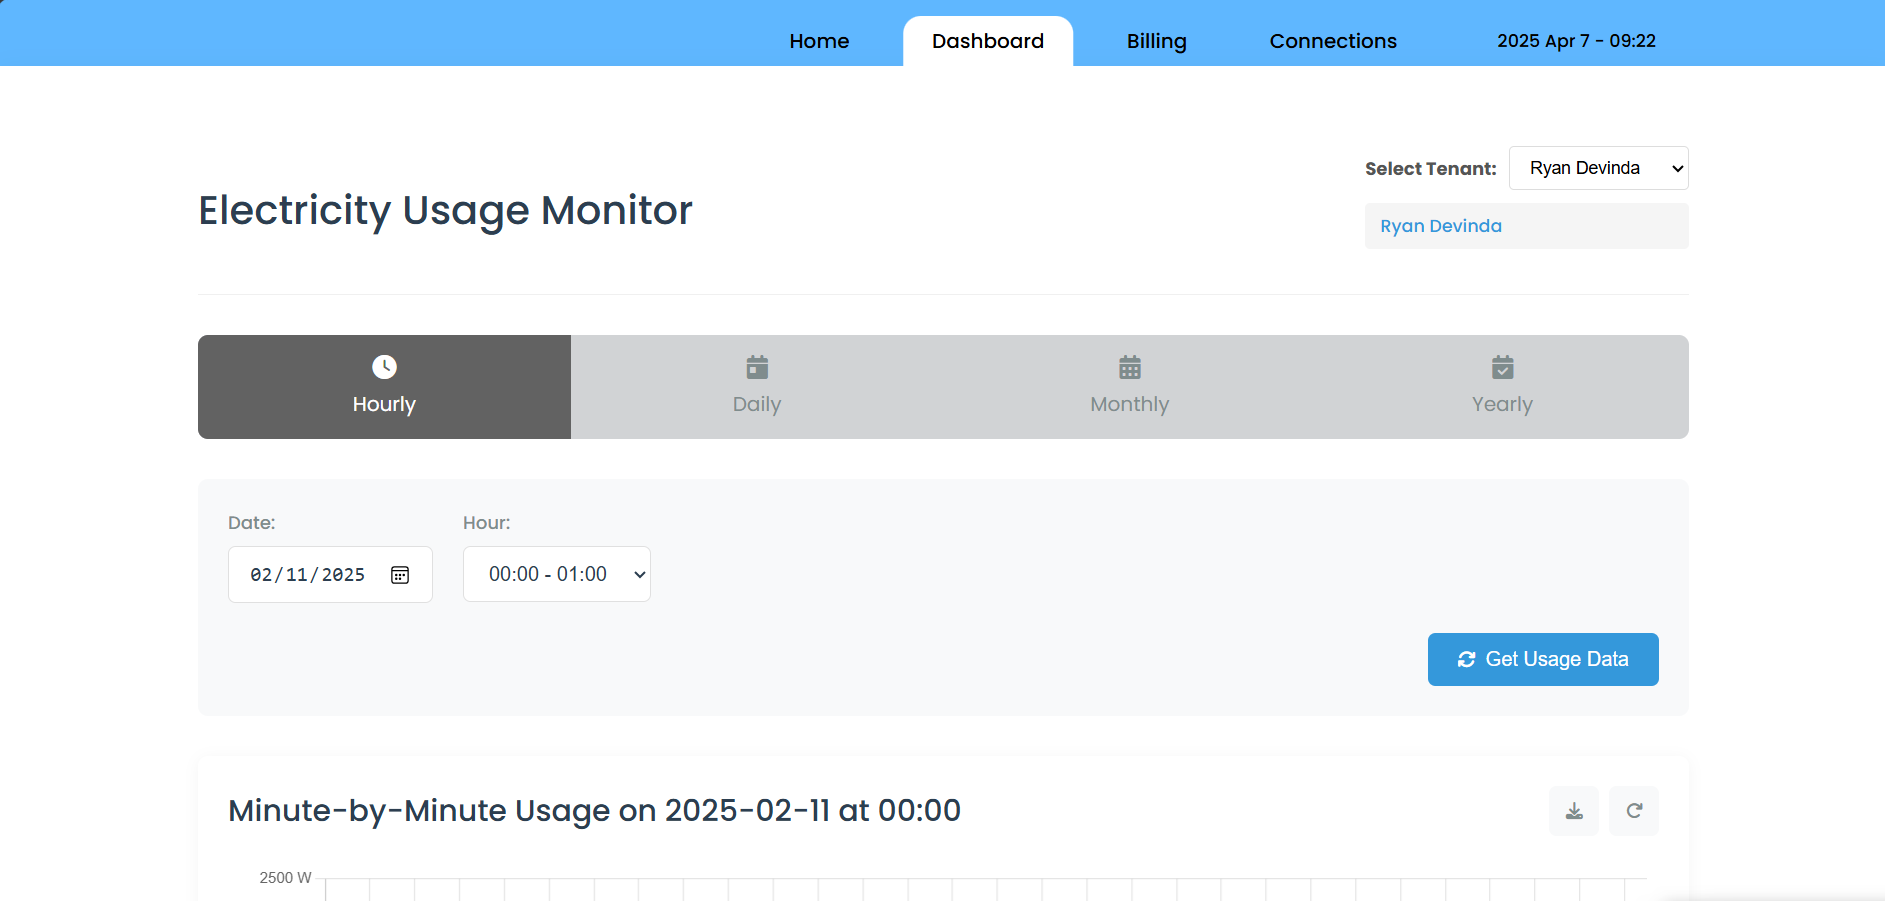 Home Dashboard Billing Connections 2025 Apr 7 - 09:22
Select Tenant: Ryan Devinda
Electricity Usage Monitor
Ryan Devinda
Hourly Daily Monthly Yearly
Date: Hour:
02/11/2025 00:00 - 01:00
Get Usage Data
Minute-by-Minute Usage on 2025-02-11 at 00:00
2500 W